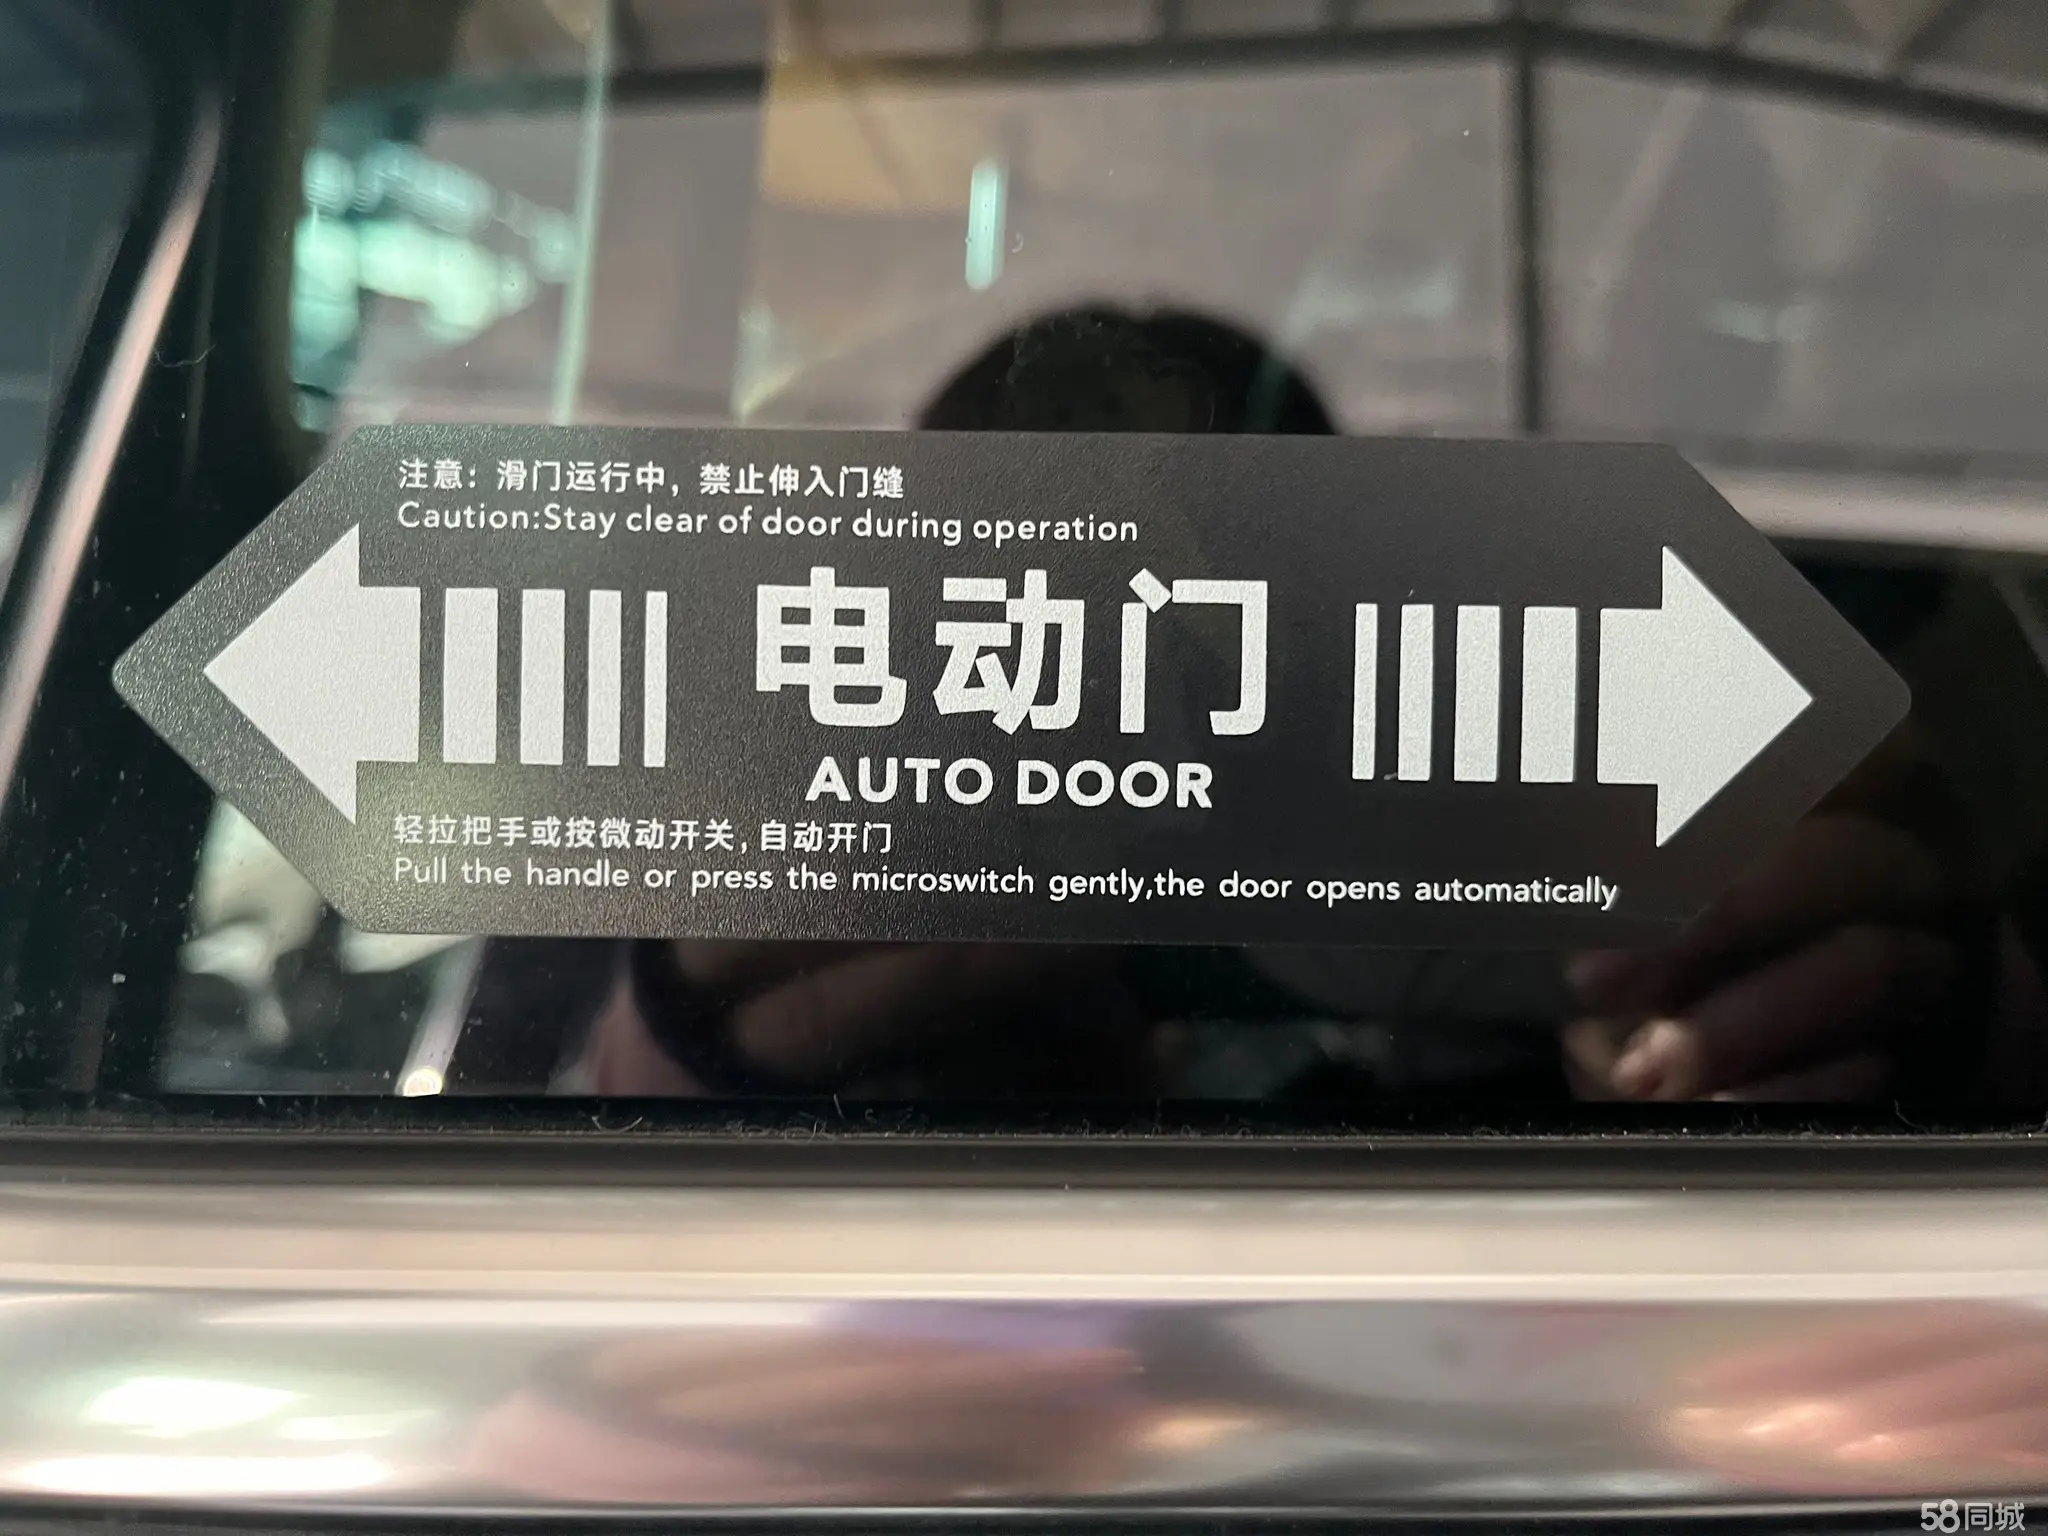 注意：滑门运行中，禁止伸入门缝
Caution:Stay clear of door during operation
电动门
AUTO DOOR
轻拉把手或按微动开关，自动开门
Pull the handle or press the microswitch gently,the door opens automatically
58同城